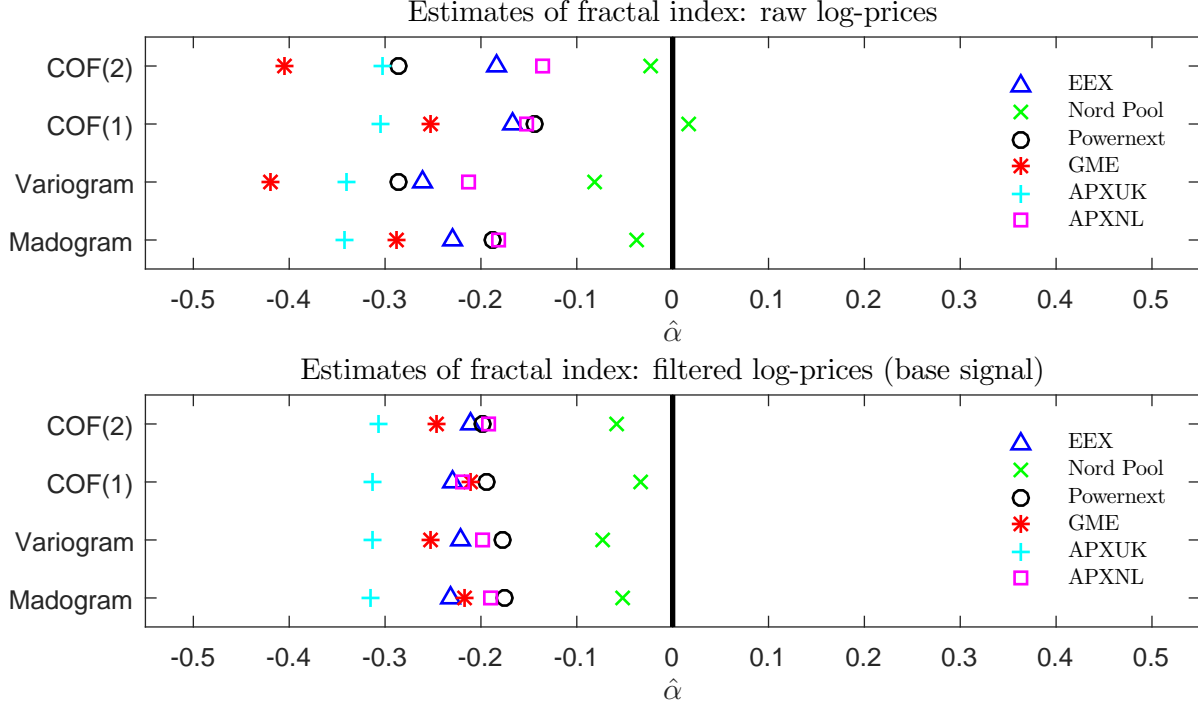 Estimates of fractal index: raw log-prices
COF(2)
COF(1)
Variogram
Madogram
EEX
Nord Pool
Powernext
GME
APXUK
APXNL
-0.5 -0.4 -0.3 -0.2 -0.1 0 0.1 0.2 0.3 0.4 0.5
α̂
Estimates of fractal index: filtered log-prices (base signal)
COF(2)
COF(1)
Variogram
Madogram
EEX
Nord Pool
Powernext
GME
APXUK
APXNL
-0.5 -0.4 -0.3 -0.2 -0.1 0 0.1 0.2 0.3 0.4 0.5
α̂